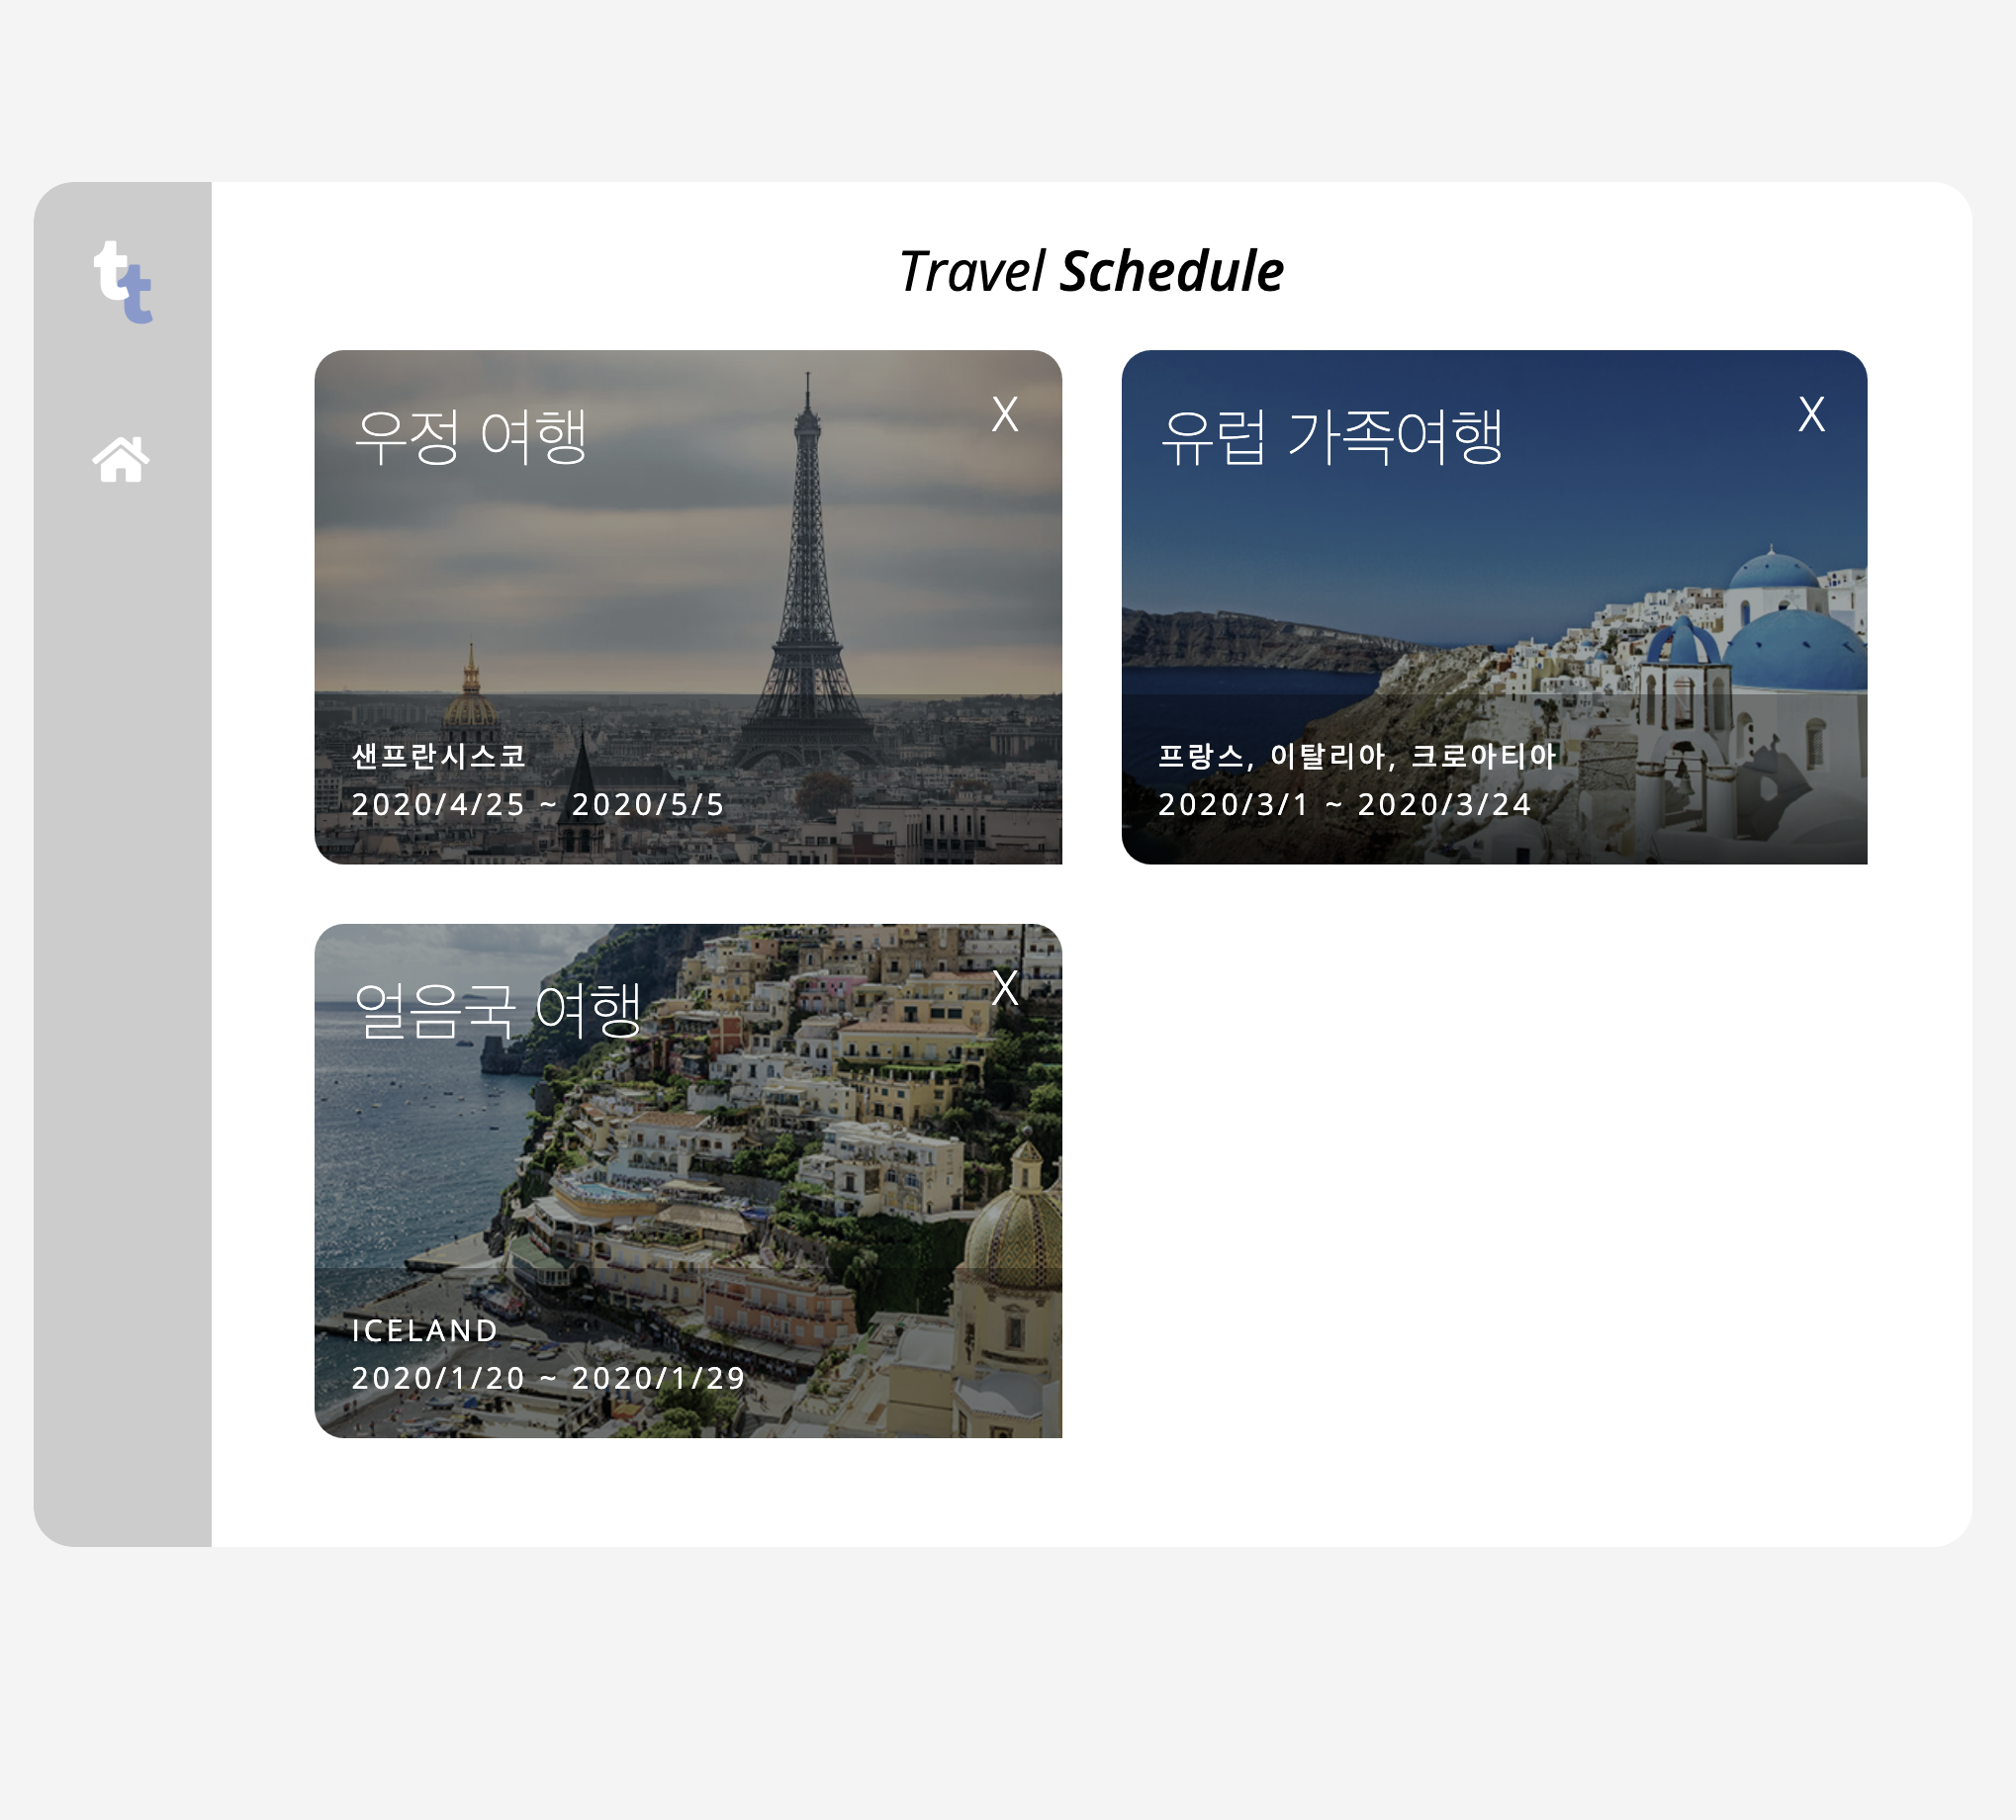 tt
Travel Schedule
우정 여행
X
샌프란시스코
2020/4/25 ~ 2020/5/5
유럽 가족여행
X
프랑스, 이탈리아, 크로아티아
2020/3/1 ~ 2020/3/24
얼음국 여행
X
ICELAND
2020/1/20 ~ 2020/1/29